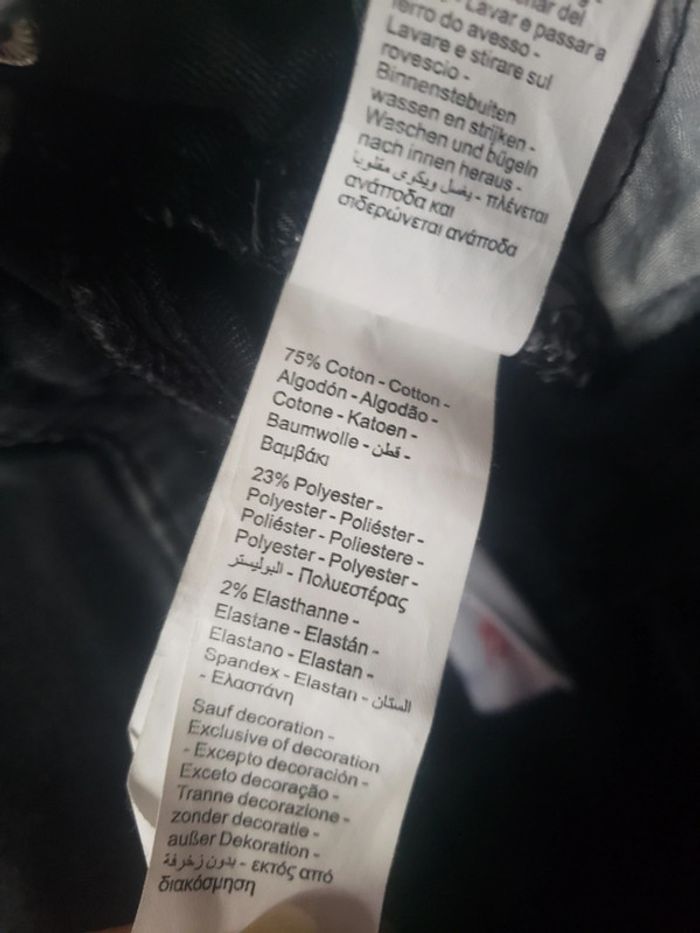 char del
- Lavar e passar a
ferro do avesso -
Lavare e stirare sul
rovescio -
Binnenstebuiten
wassen en strijken -
Waschen und bügeln
nach innen heraus -
يغسل ويكوى مقلوبا - πλένεται
ανάποδα και
σιδερώνεται ανάποδα
75% Coton - Cotton -
Algodón - Algodão -
Cotone - Katoen -
Baumwolle - قطن -
Βαμβάκι
23% Polyester -
Polyester - Poliéster -
Poliéster - Poliestere -
Polyester - Polyester -
البوليستر - Πολυεστέρας
2% Elasthanne -
Elastane - Elastán -
Elastano - Elastan -
Spandex - Elastan - الستان
- Ελαστάνη
Sauf decoration -
Exclusive of decoration
- Excepto decoración -
Exceto decoração -
Tranne decorazione -
zonder decoratie -
außer Dekoration -
بدون زخرفة - εκτός από
διακόσμηση